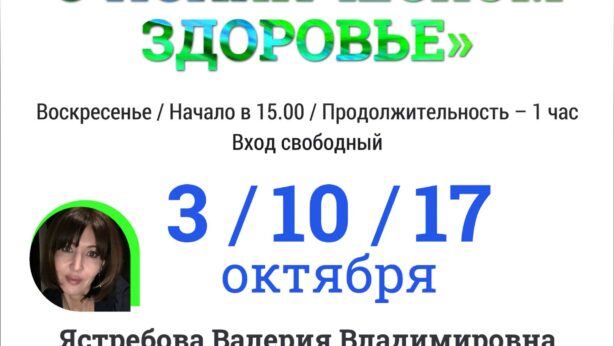 ЗДОРОВЬЕ»
Воскресенье / Начало в 15.00 / Продолжительность – 1 час
Вход свободный
3 / 10 / 17
октября
Ястребова Валерия Владимировна